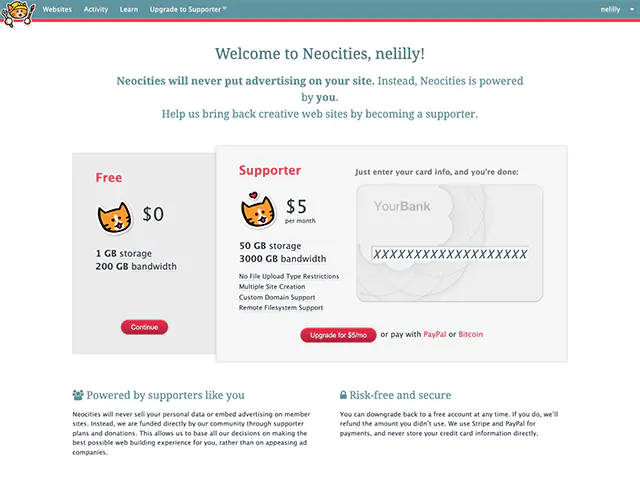 Websites Activity Learn Upgrade to Supporter nelilly
Welcome to Neocities, nelilly!
Neocities will never put advertising on your site. Instead, Neocities is powered
by you.
Help us bring back creative web sites by becoming a supporter.
Free
$0
1 GB storage
200 GB bandwidth
Continue
Supporter
$5
per month
50 GB storage
3000 GB bandwidth
No File Upload Type Restrictions
Multiple Site Creation
Custom Domain Support
Remote Filesystem Support
Just enter your card info, and you're done:
YourBank
XXXXXXXXXXXXXXXXXXX
Upgrade for $5/mo or pay with PayPal or Bitcoin
Powered by supporters like you
Neocities will never sell your personal data or embed advertising on member
sites. Instead, we are funded directly by our community through supporter
plans and donations. This allows us to base all our decisions on making the
best possible web building experience for you, rather than on appeasing ad
companies.
Risk-free and secure
You can downgrade back to a free account at any time. If you do, we'll
refund the amount you didn't use. We use Stripe and PayPal for
payments, and never store your credit card information directly.